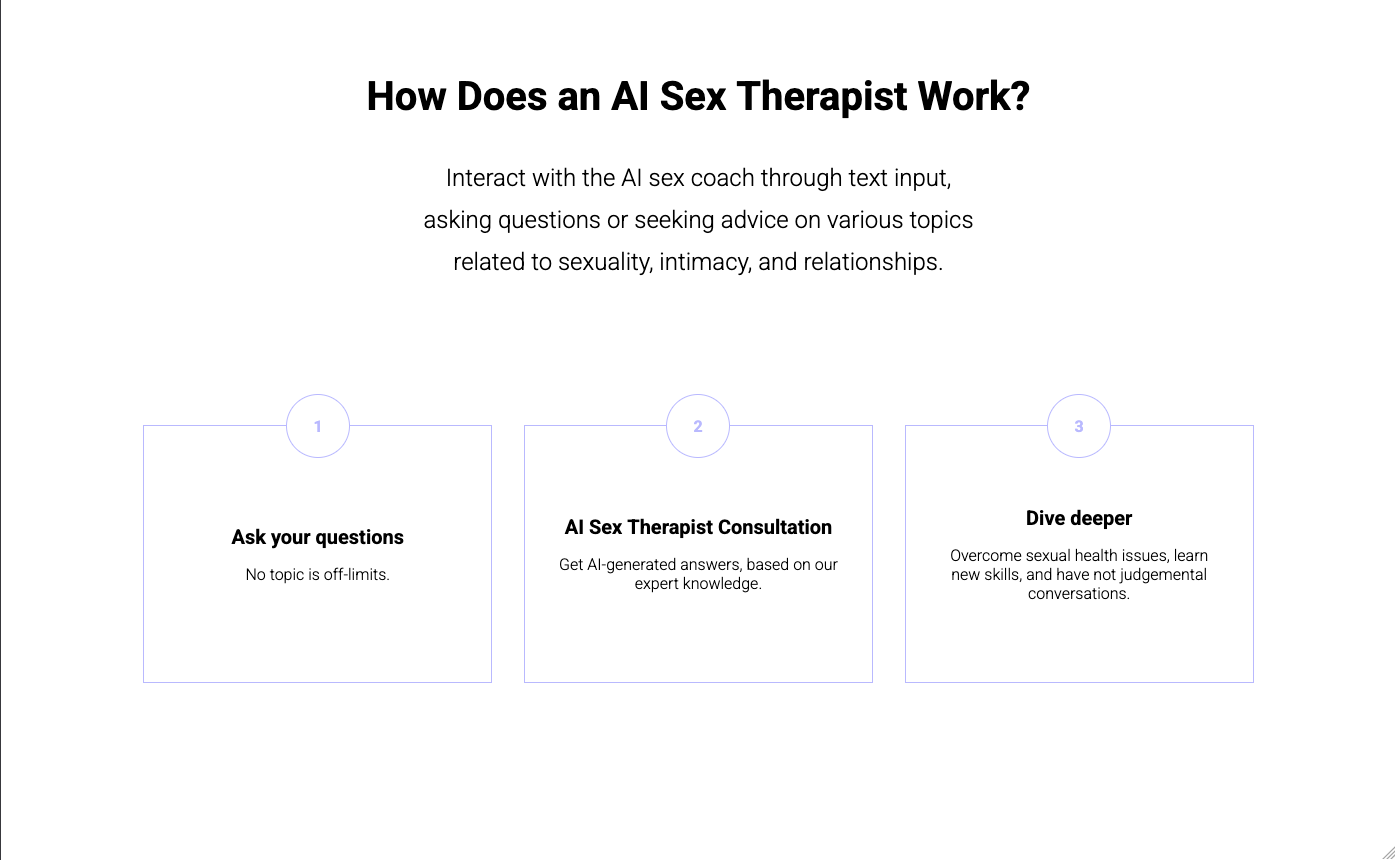 How Does an AI Sex Therapist Work?
Interact with the AI sex coach through text input,
asking questions or seeking advice on various topics
related to sexuality, intimacy, and relationships.
1
Ask your questions
No topic is off-limits.
2
AI Sex Therapist Consultation
Get AI-generated answers, based on our
expert knowledge.
3
Dive deeper
Overcome sexual health issues, learn
new skills, and have not judgemental
conversations.